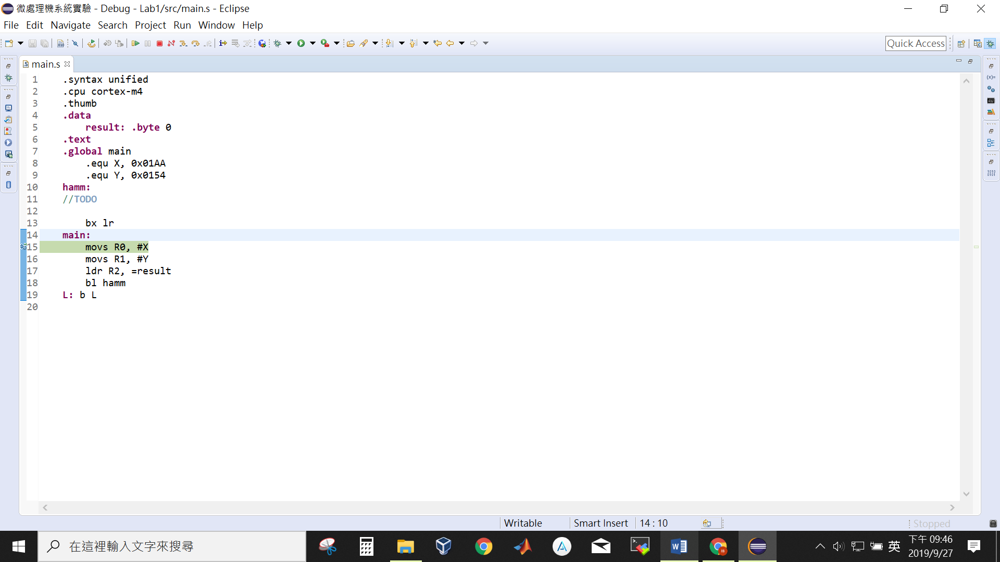 微處理機系統實驗 - Debug - Lab1/src/main.s - Eclipse
File Edit Navigate Search Project Run Window Help
Quick Access
main.s
1 .syntax unified
2 .cpu cortex-m4
3 .thumb
4 .data
5 result: .byte 0
6 .text
7 .global main
8 .equ X, 0x01AA
9 .equ Y, 0x0154
10 hamm:
11 //TODO
12
13 bx lr
14 main:
15 movs R0, #X
16 movs R1, #Y
17 ldr R2, =result
18 bl hamm
19 L: b L
20
Writable Smart Insert 14 : 10 Stopped
在這裡輸入文字來搜尋
英
下午 09:46
2019/9/27